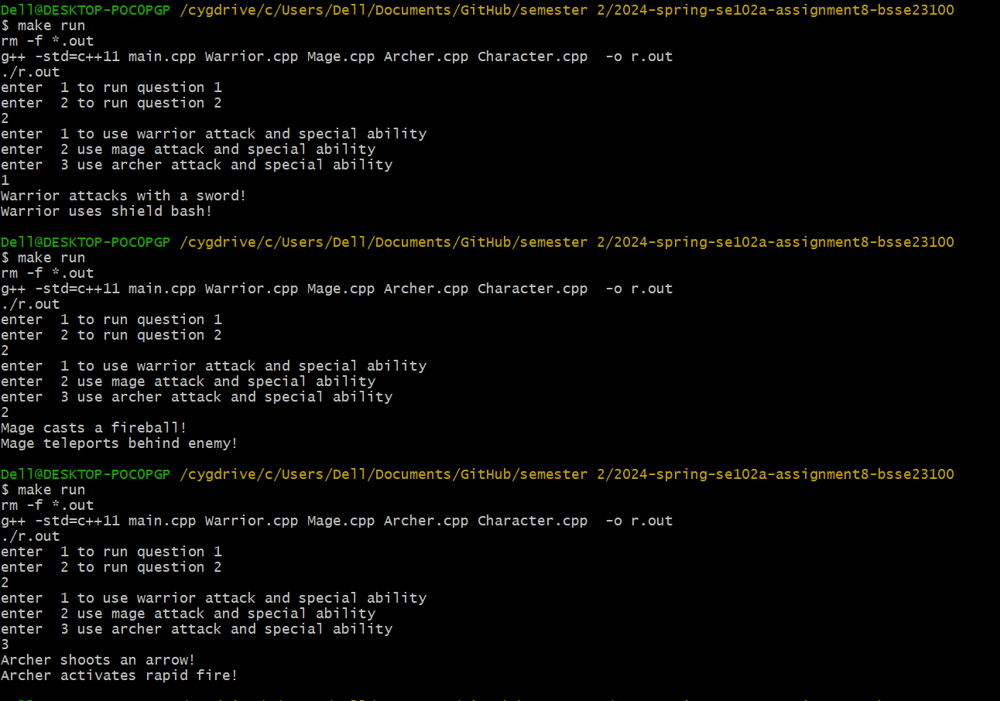 Dell@DESKTOP-POC0PGP /cygdrive/c/Users/Dell/Documents/GitHub/semester 2/2024-spring-se102a-assignment8-bsse23100
$ make run
rm -f *.out
g++ -std=c++11 main.cpp Warrior.cpp Mage.cpp Archer.cpp Character.cpp  -o r.out
./r.out
enter  1 to run question 1
enter  2 to run question 2
2
enter  1 to use warrior attack and special ability
enter  2 use mage attack and special ability
enter  3 use archer attack and special ability
1
Warrior attacks with a sword!
Warrior uses shield bash!
Dell@DESKTOP-POC0PGP /cygdrive/c/Users/Dell/Documents/GitHub/semester 2/2024-spring-se102a-assignment8-bsse23100
$ make run
rm -f *.out
g++ -std=c++11 main.cpp Warrior.cpp Mage.cpp Archer.cpp Character.cpp  -o r.out
./r.out
enter  1 to run question 1
enter  2 to run question 2
2
enter  1 to use warrior attack and special ability
enter  2 use mage attack and special ability
enter  3 use archer attack and special ability
2
Mage casts a fireball!
Mage teleports behind enemy!
Dell@DESKTOP-POC0PGP /cygdrive/c/Users/Dell/Documents/GitHub/semester 2/2024-spring-se102a-assignment8-bsse23100
$ make run
rm -f *.out
g++ -std=c++11 main.cpp Warrior.cpp Mage.cpp Archer.cpp Character.cpp  -o r.out
./r.out
enter  1 to run question 1
enter  2 to run question 2
2
enter  1 to use warrior attack and special ability
enter  2 use mage attack and special ability
enter  3 use archer attack and special ability
3
Archer shoots an arrow!
Archer activates rapid fire!